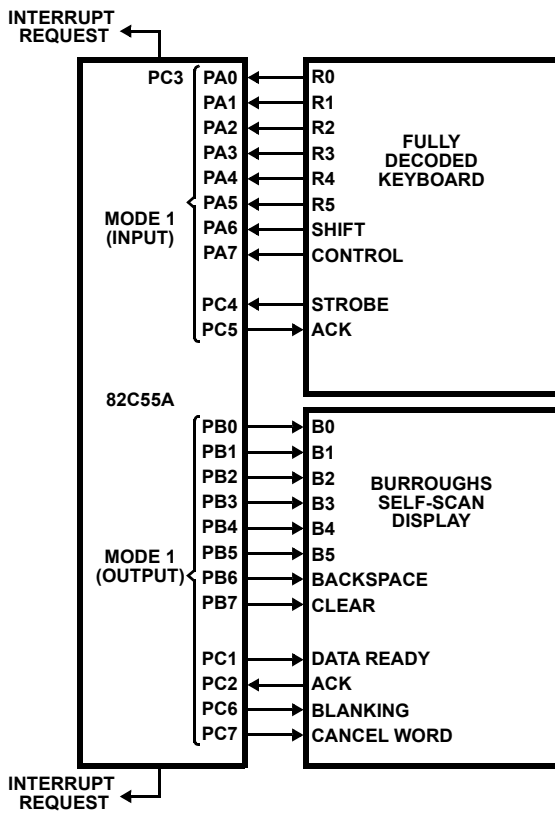 INTERRUPT
REQUEST
PC3 PA0 R0
PA1 R1
PA2 R2
PA3 R3
PA4 R4
PA5 R5
PA6 SHIFT
PA7 CONTROL
MODE 1
(INPUT)
FULLY
DECODED
KEYBOARD
PC4 STROBE
PC5 ACK
82C55A
PB0 B0
PB1 B1
PB2 B2
PB3 B3
PB4 B4
PB5 B5
PB6 BACKSPACE
PB7 CLEAR
MODE 1
(OUTPUT)
BURROUGHS
SELF-SCAN
DISPLAY
PC1 DATA READY
PC2 ACK
PC6 BLANKING
PC7 CANCEL WORD
INTERRUPT
REQUEST